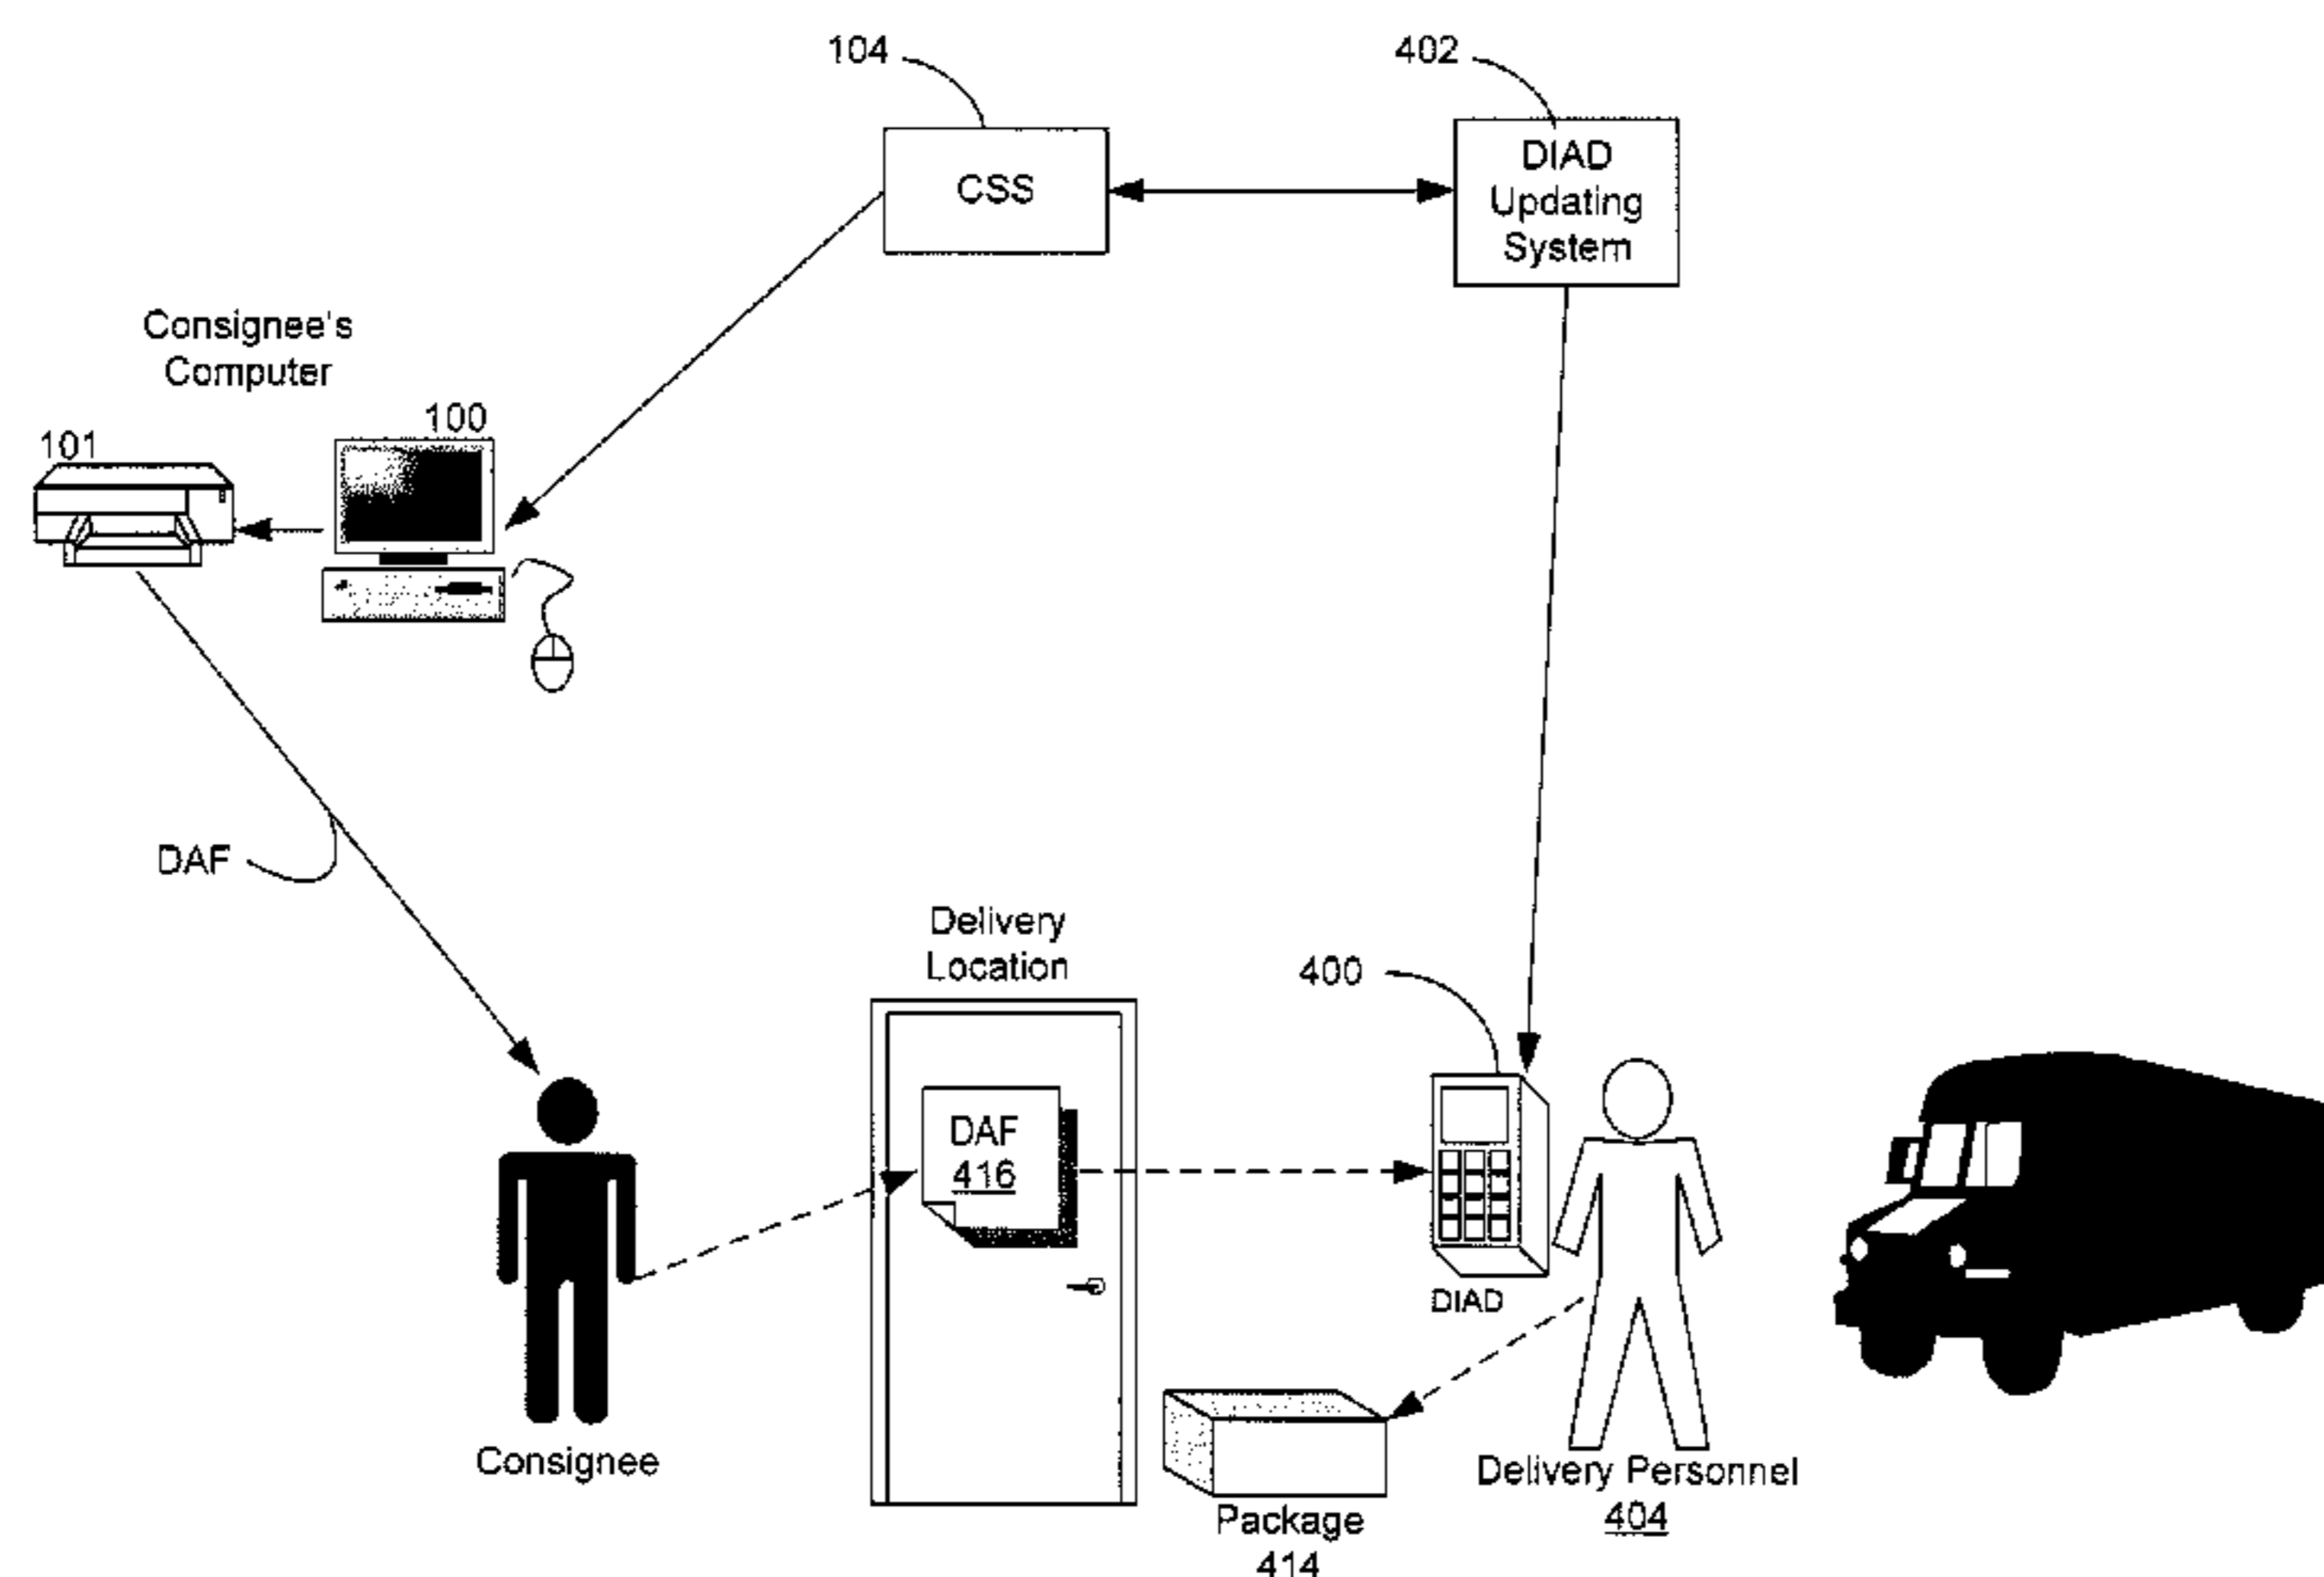 104
402
CSS
DIAD
Updating
System
Consignee's
Computer
100
101
DAF
Delivery
Location
400
DAF
416
DIAD
Consignee
Package
414
Delivery Personnel
404